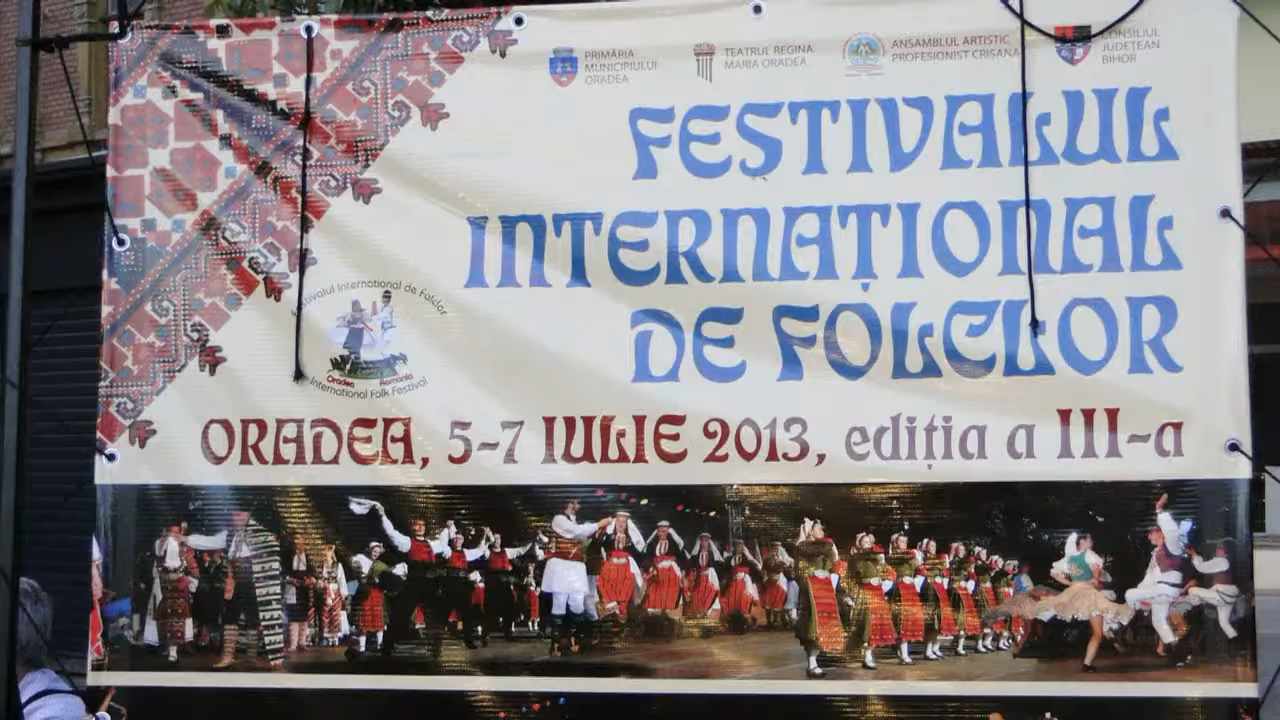 PRIMĂRIA
MUNICIPIULUI
ORADEA
TEATRUL REGINA
MARIA ORADEA
ANSAMBLUL ARTISTIC
PROFESIONIST CRIȘANA
CONSILIUL
JUDEȚEAN
BIHOR
FESTIVALUL
INTERNAȚIONAL
DE FOLCLOR
Festivalul International de Folclor
Oradea Romania
International Folk Festival
ORADEA, 5-7 IULIE 2013, ediția a III-a